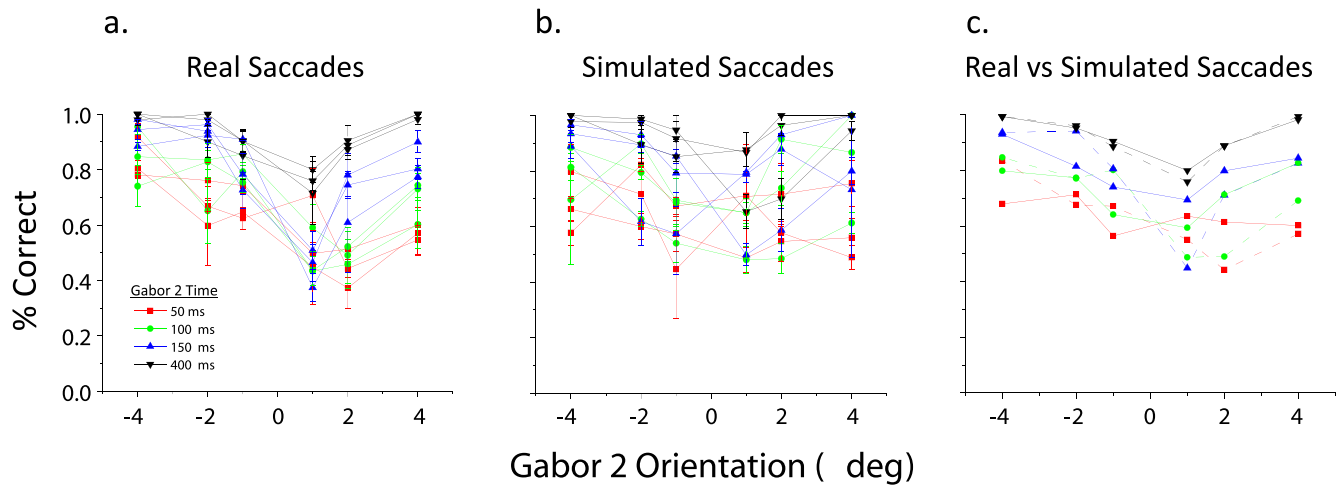 a.
Real Saccades
b.
Simulated Saccades
c.
Real vs Simulated Saccades
% Correct
1.0
0.8
0.6
0.4
0.2
0.0
Gabor 2 Time
50 ms
100 ms
150 ms
400 ms
-4 -2 0 2 4
-4 -2 0 2 4
-4 -2 0 2 4
Gabor 2 Orientation ( deg)